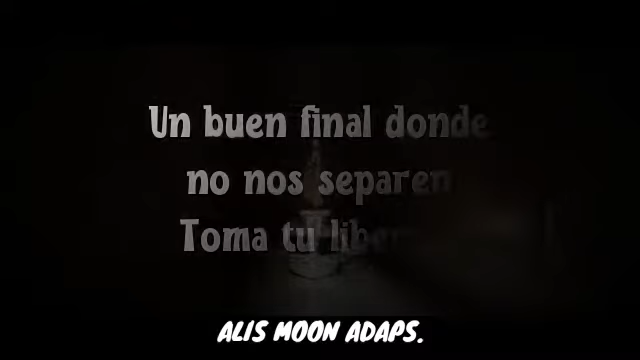 Un buen final donde
no nos separen
Toma tu
ALIS MOON ADAPS.